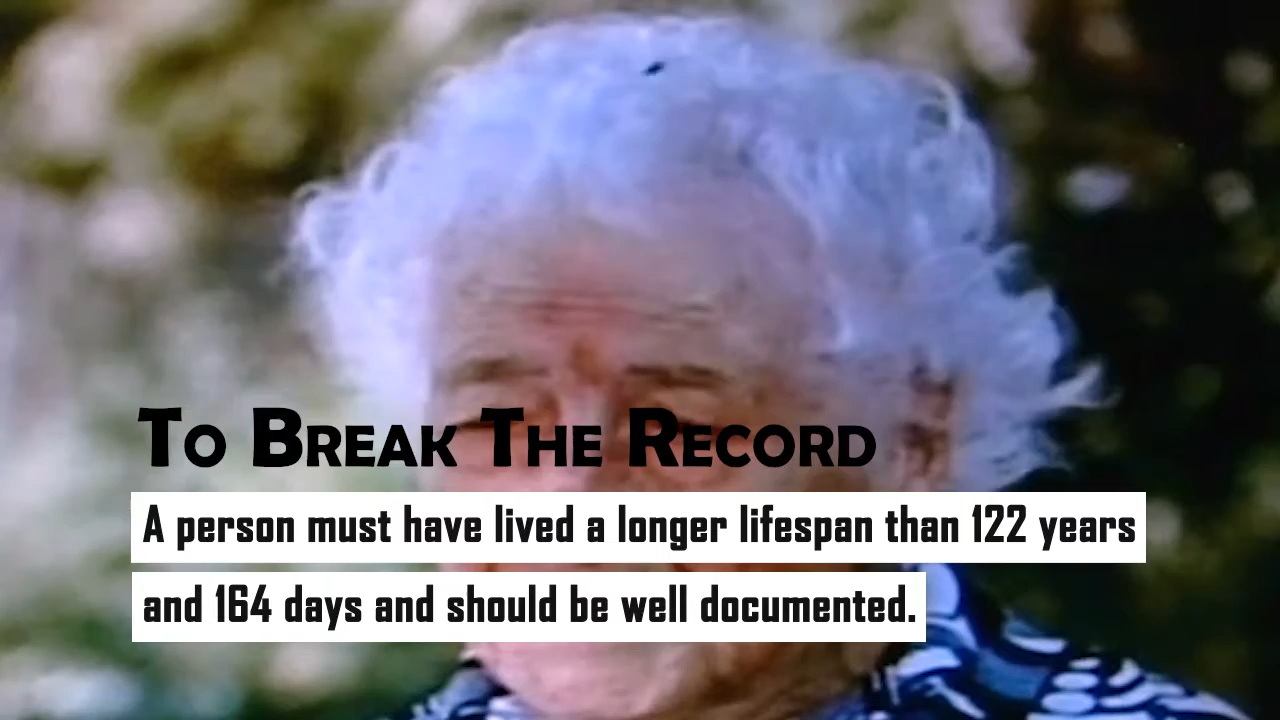 To Break The Record
A person must have lived a longer lifespan than 122 years
and 164 days and should be well documented.